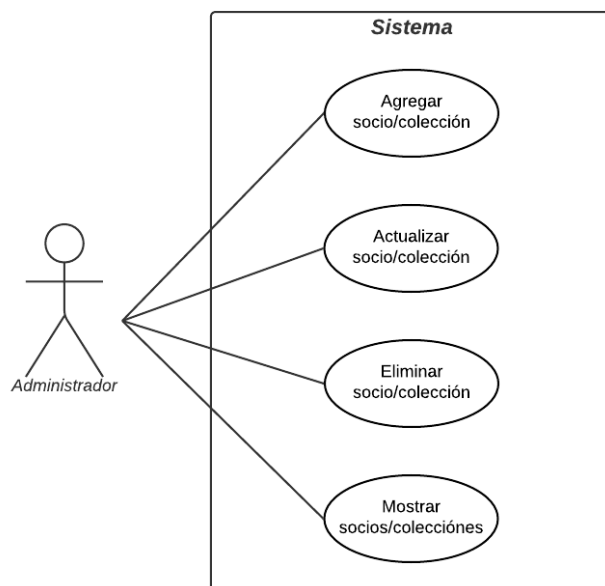 Sistema
Agregar
socio/colección
Actualizar
socio/colección
Administrador
Eliminar
socio/colección
Mostrar
socios/colecciónes